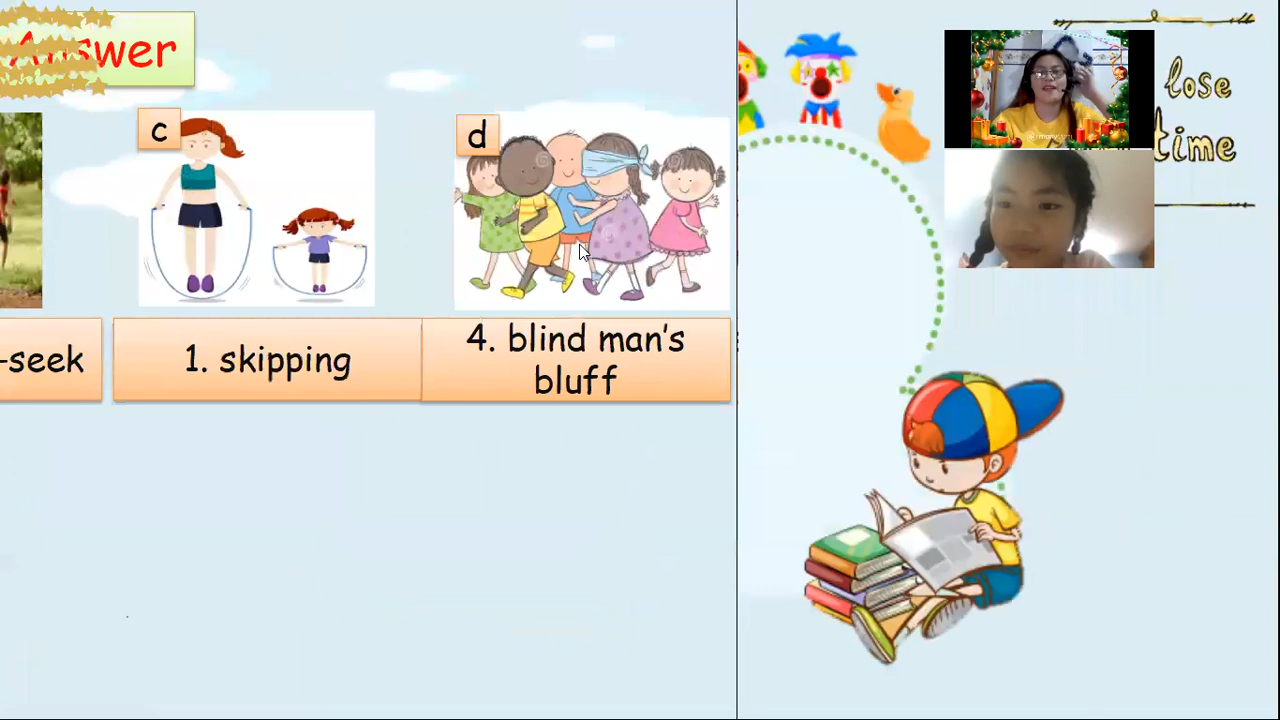 Answer
c
d
-seek
1. skipping
4. blind man's
bluff
lose
time